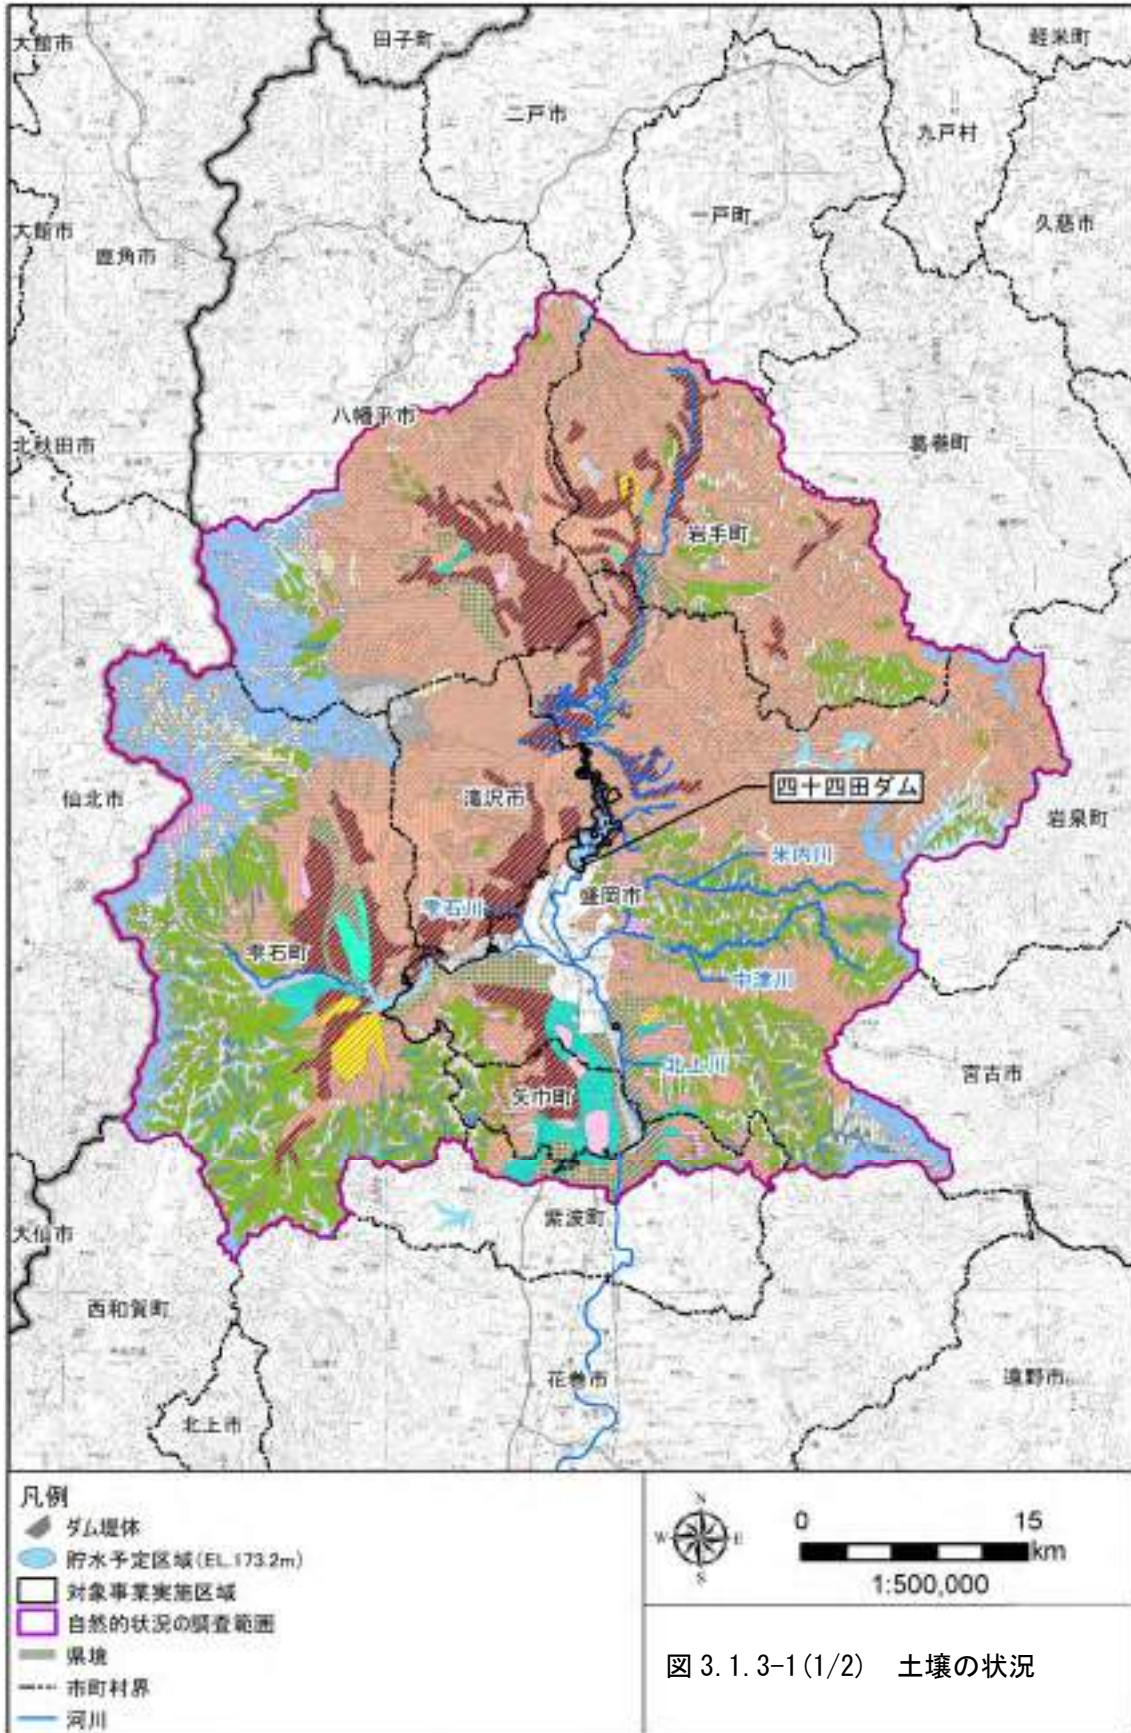 大館市
田子町
軽米町
二戸市
九戸村
一戸町
久慈市
大館市
鹿角市
八幡平市
北秋田市
葛巻町
岩手町
仙北市
滝沢市
四十四田ダム
岩泉町
米内川
盛岡市
雫石川
雫石町
中津川
北上川
宮古市
矢巾町
紫波町
大仙市
西和賀町
花巻市
遠野市
北上市
凡例
ダム堤体
貯水予定区域(EL.173.2m)
対象事業実施区域
自然的状況の調査範囲
県境
市町村界
河川
N
W E
S
0 15
km
1:500,000
図 3.1.3-1(1/2) 土壌の状況